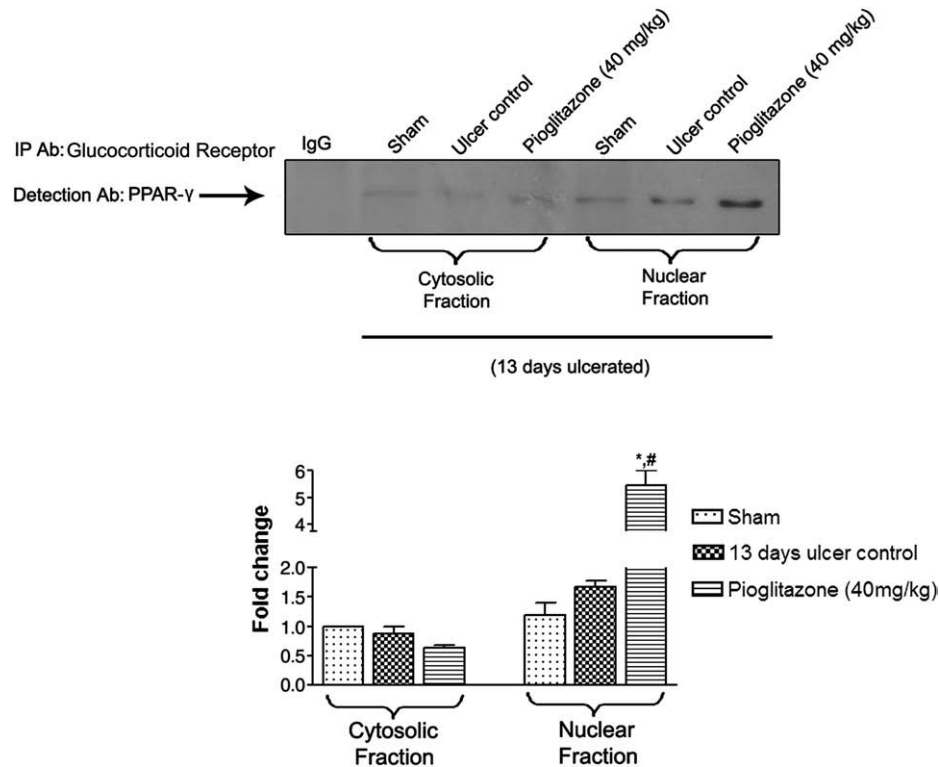 IP Ab: Glucocorticoid Receptor
IgG
Sham
Ulcer control
Pioglitazone (40 mg/kg)
Sham
Ulcer control
Pioglitazone (40 mg/kg)
Detection Ab: PPAR-γ
Cytosolic
Fraction
Nuclear
Fraction
(13 days ulcerated)
Fold change
6
5
4
2.0
1.5
1.0
0.5
0.0
*,#
Sham
13 days ulcer control
Pioglitazone (40mg/kg)
Cytosolic
Fraction
Nuclear
Fraction